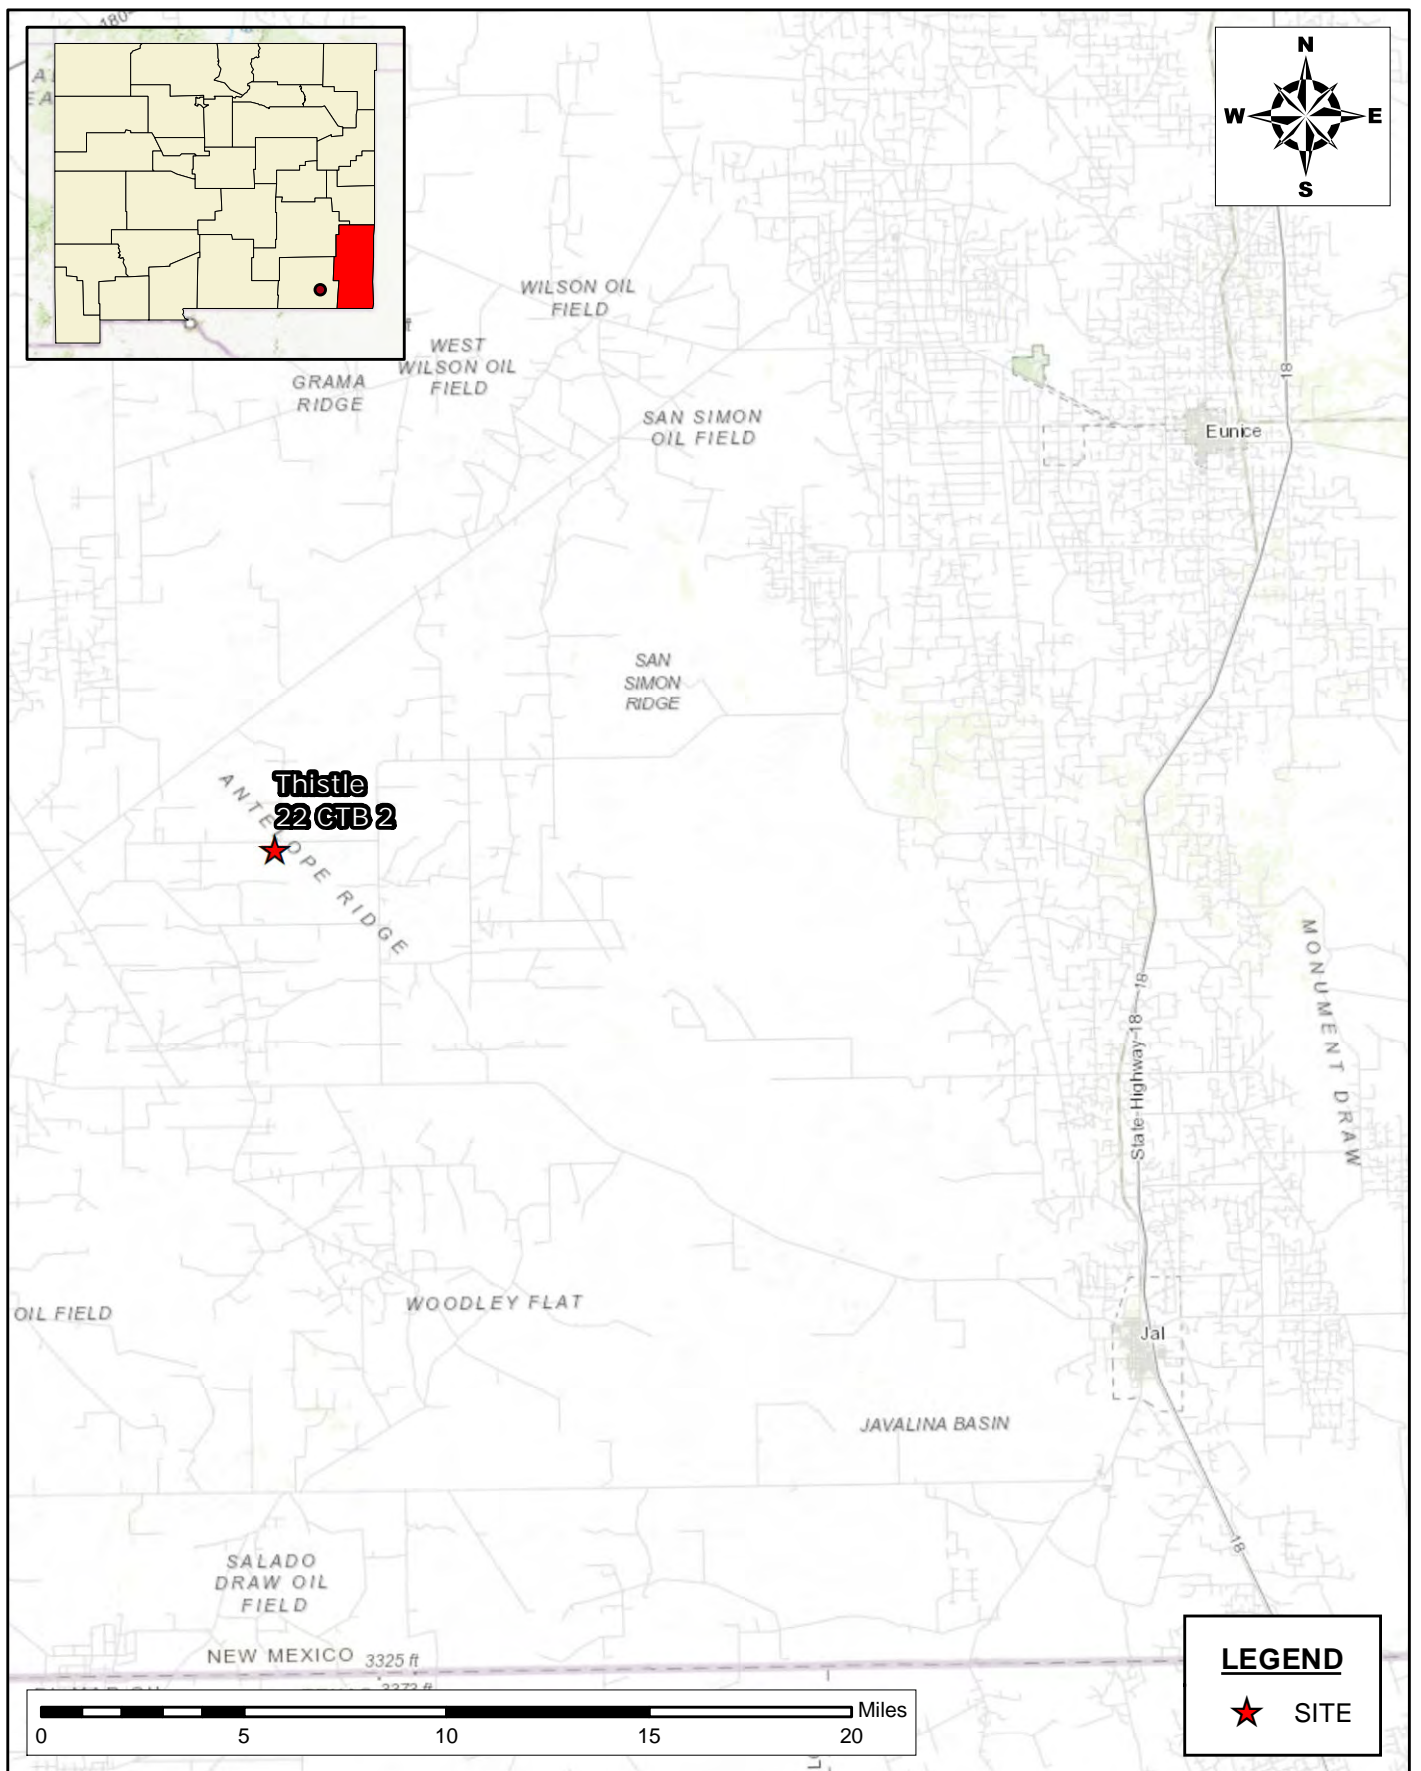 180
N
W
E
S
WILSON OIL
FIELD
ft
WEST
WILSON OIL
FIELD
GRAMA
RIDGE
18
SAN SIMON
OIL FIELD
Eunice
SAN
SIMON
RIDGE
Thistle
22 CTB 2
ANTELOPE RIDGE
MONUMENT DRAW
18
State Highway 18
OIL FIELD
WOODLEY FLAT
Jal
JAVALINA BASIN
18
SALADO
DRAW OIL
FIELD
NEW MEXICO
3325 ft
LEGEND
SITE
Miles
0
5
10
15
20